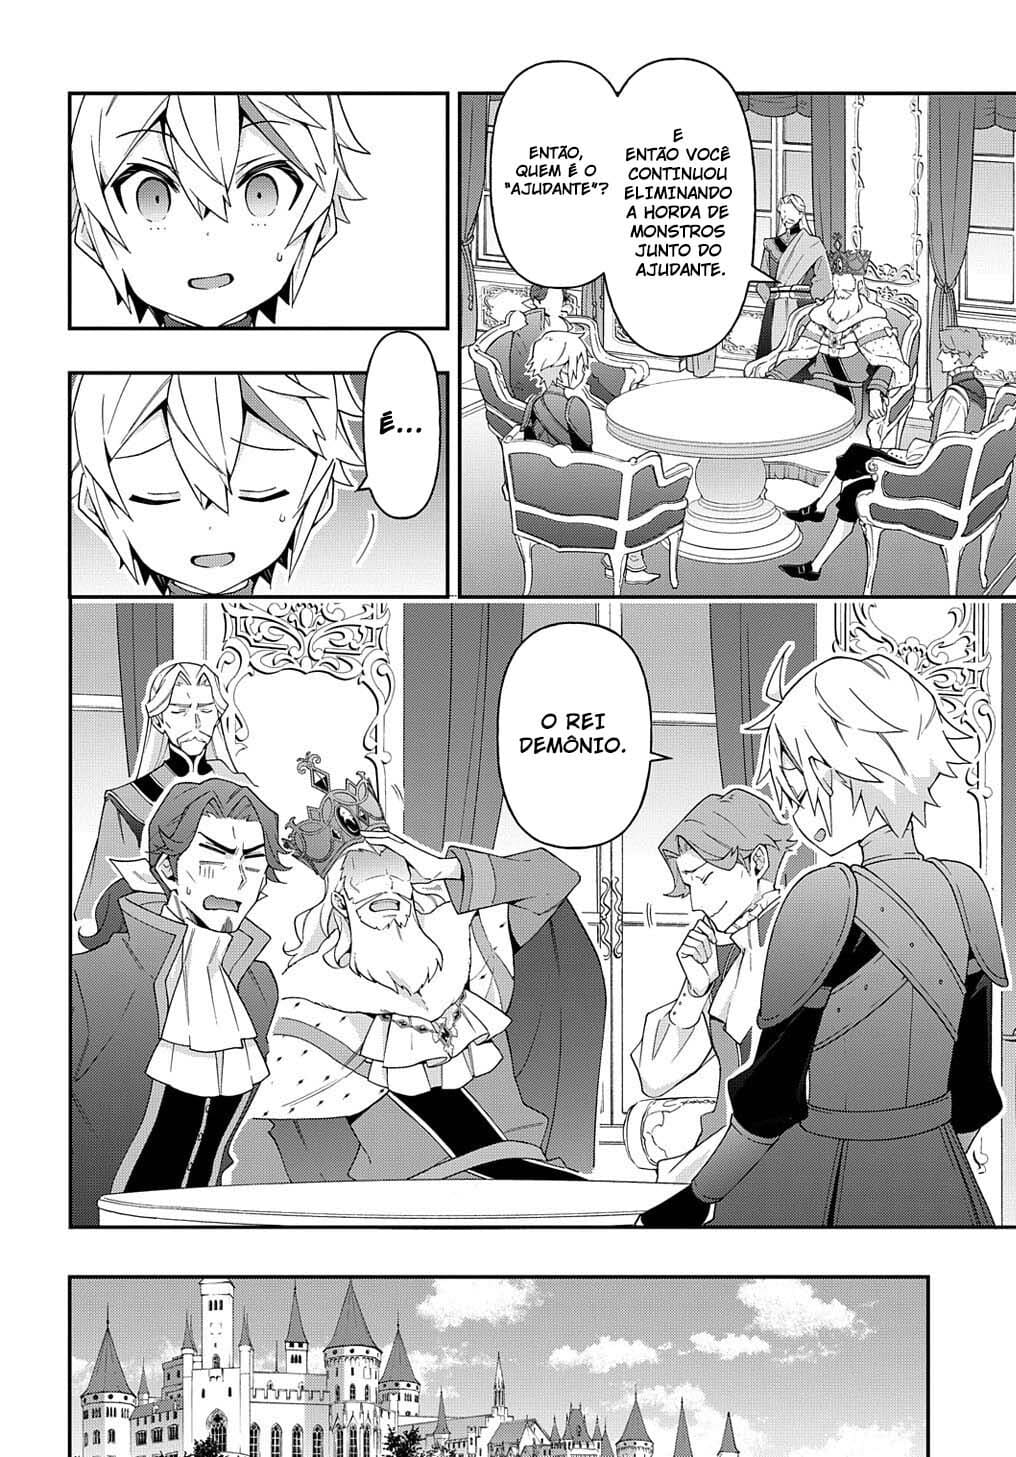 E
ENTÃO VOCÊ
CONTINUOU
ELIMINANDO
A HORDA DE
MONSTROS
JUNTO DO
AJUDANTE.
ENTÃO,
QUEM É O
"AJUDANTE"?
É...
O REI
DEMÔNIO.